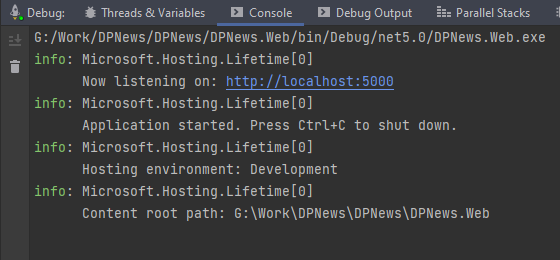 Debug: Threads & Variables Console Debug Output Parallel Stacks
G:/Work/DPNews/DPNews/DPNews.Web/bin/Debug/net5.0/DPNews.Web.exe
info: Microsoft.Hosting.Lifetime[0]
Now listening on: http://localhost:5000
info: Microsoft.Hosting.Lifetime[0]
Application started. Press Ctrl+C to shut down.
info: Microsoft.Hosting.Lifetime[0]
Hosting environment: Development
info: Microsoft.Hosting.Lifetime[0]
Content root path: G:\Work\DPNews\DPNews\DPNews.Web